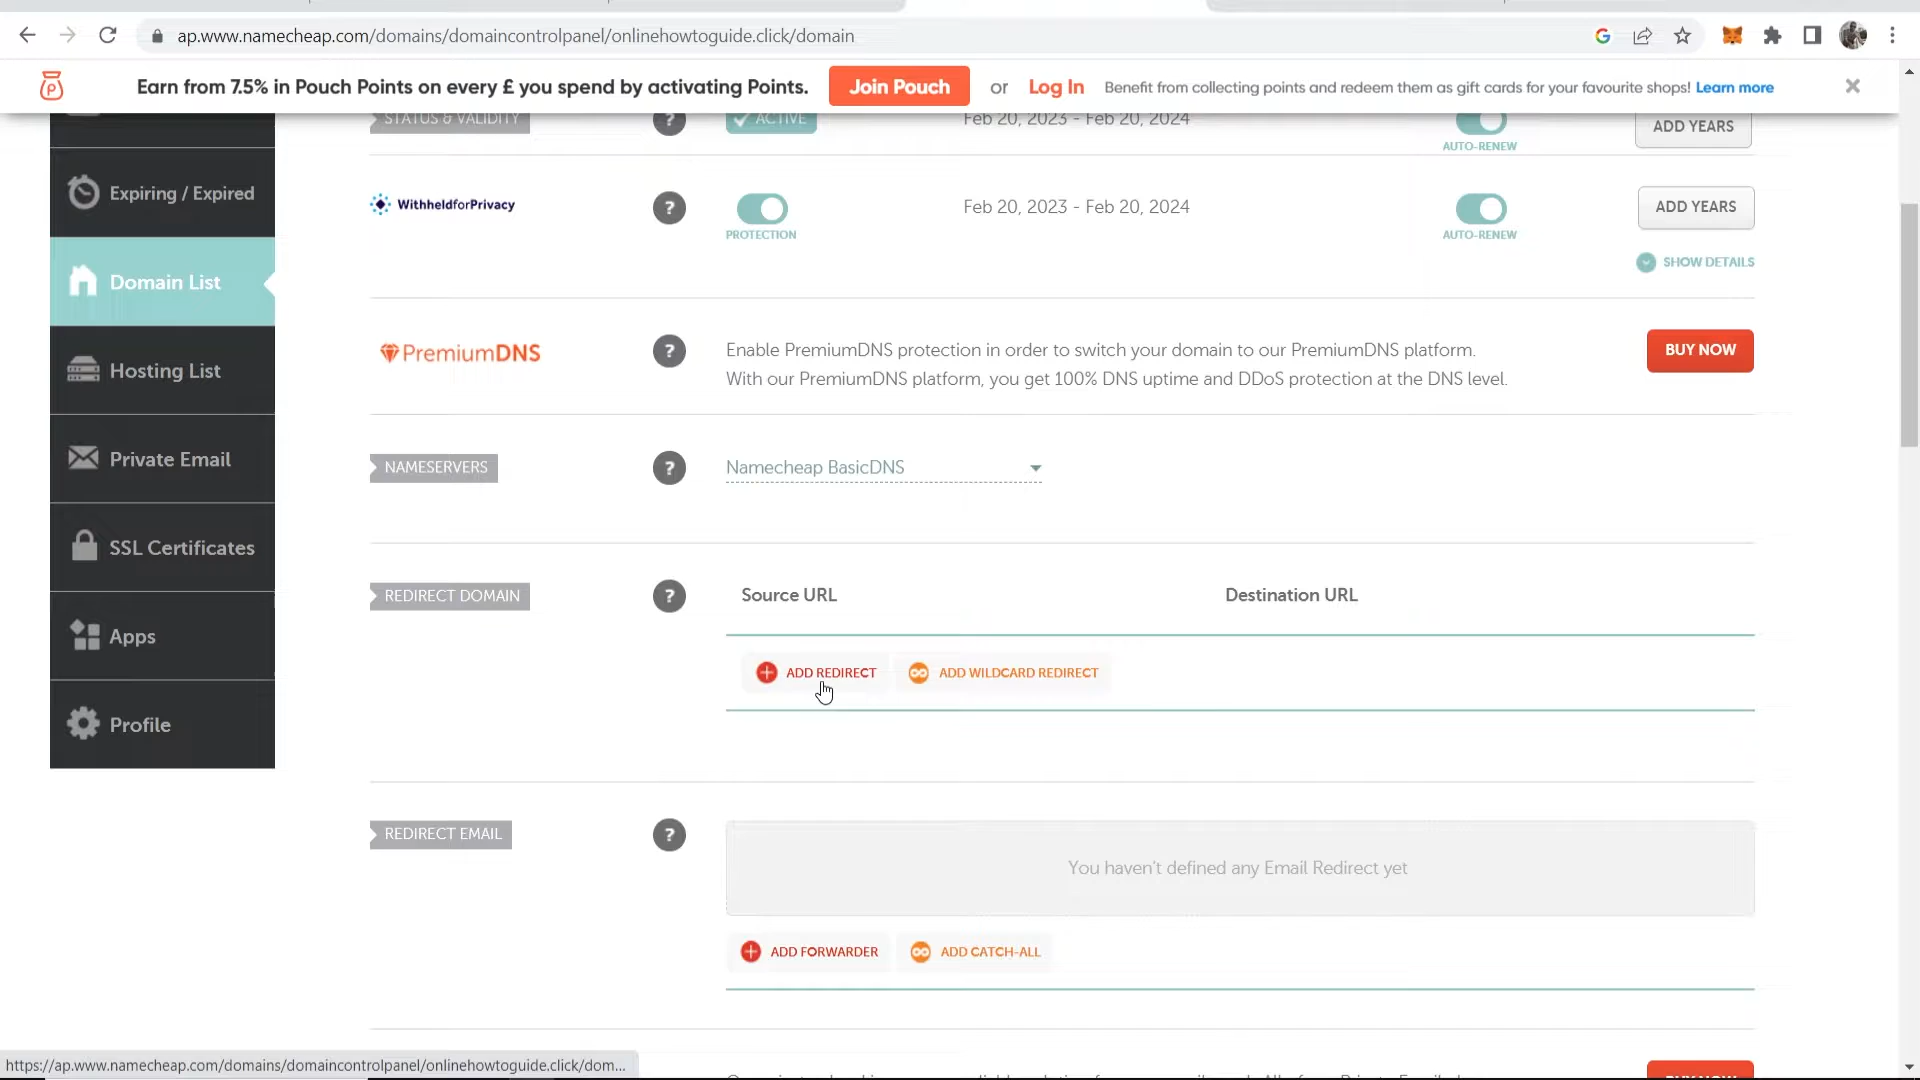 ap.www.namecheap.com/domains/domaincontrolpanel/onlinehowtoguide.click/domain
Earn from 7.5% in Pouch Points on every £ you spend by activating Points.
Join Pouch
or
Log In
Benefit from collecting points and redeem them as gift cards for your favourite shops! Learn more
STATUS & VALIDITY
?
ACTIVE
Feb 20, 2023 - Feb 20, 2024
AUTO-RENEW
ADD YEARS
Expiring / Expired
WithheldforPrivacy
?
PROTECTION
Feb 20, 2023 - Feb 20, 2024
AUTO-RENEW
ADD YEARS
SHOW DETAILS
Domain List
PremiumDNS
?
Enable PremiumDNS protection in order to switch your domain to our PremiumDNS platform.
With our PremiumDNS platform, you get 100% DNS uptime and DDoS protection at the DNS level.
BUY NOW
Hosting List
Private Email
NAMESERVERS
?
Namecheap BasicDNS
SSL Certificates
REDIRECT DOMAIN
?
Source URL
Destination URL
Apps
ADD REDIRECT
ADD WILDCARD REDIRECT
Profile
REDIRECT EMAIL
?
You haven't defined any Email Redirect yet
ADD FORWARDER
ADD CATCH-ALL
https://ap.www.namecheap.com/domains/domaincontrolpanel/onlinehowtoguide.click/dom...
BUY NOW